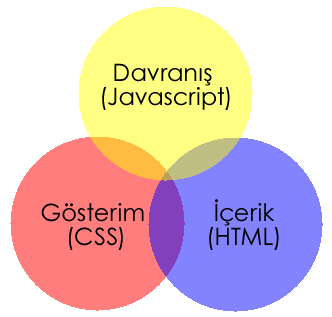 Davranış
(Javascript)
Gösterim
(CSS)
İçerik
(HTML)